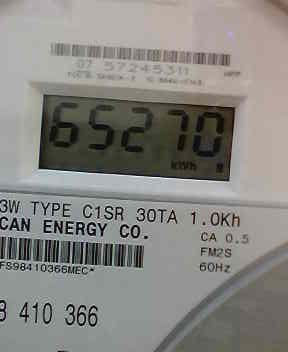 07 57245311
65270
kWh
3W TYPE C1SR 30TA 1.0Kh
CAN ENERGY CO.
CA 0.5
FM2S
60Hz
FS98410366MEC*
410 366